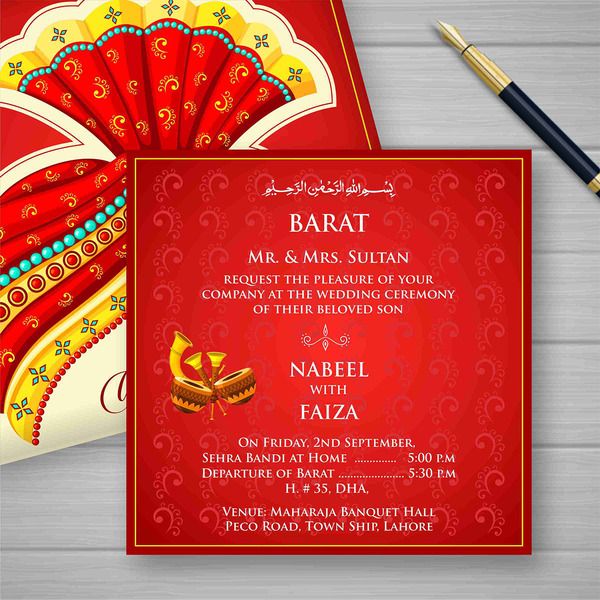 بِسْمِ اللهِ الرَّحْمٰنِ الرَّحِيْمِ
BARAT
MR. & MRS. SULTAN
REQUEST THE PLEASURE OF YOUR
COMPANY AT THE WEDDING CEREMONY
OF THEIR BELOVED SON
NABEEL
WITH
FAIZA
ON FRIDAY, 2ND SEPTEMBER,
SEHRA BANDI AT HOME .............. 5:00 P.M
DEPARTURE OF BARAT ................. 5:30 P.M
H. # 35, DHA,
VENUE: MAHARAJA BANQUET HALL
PECO ROAD, TOWN SHIP, LAHORE